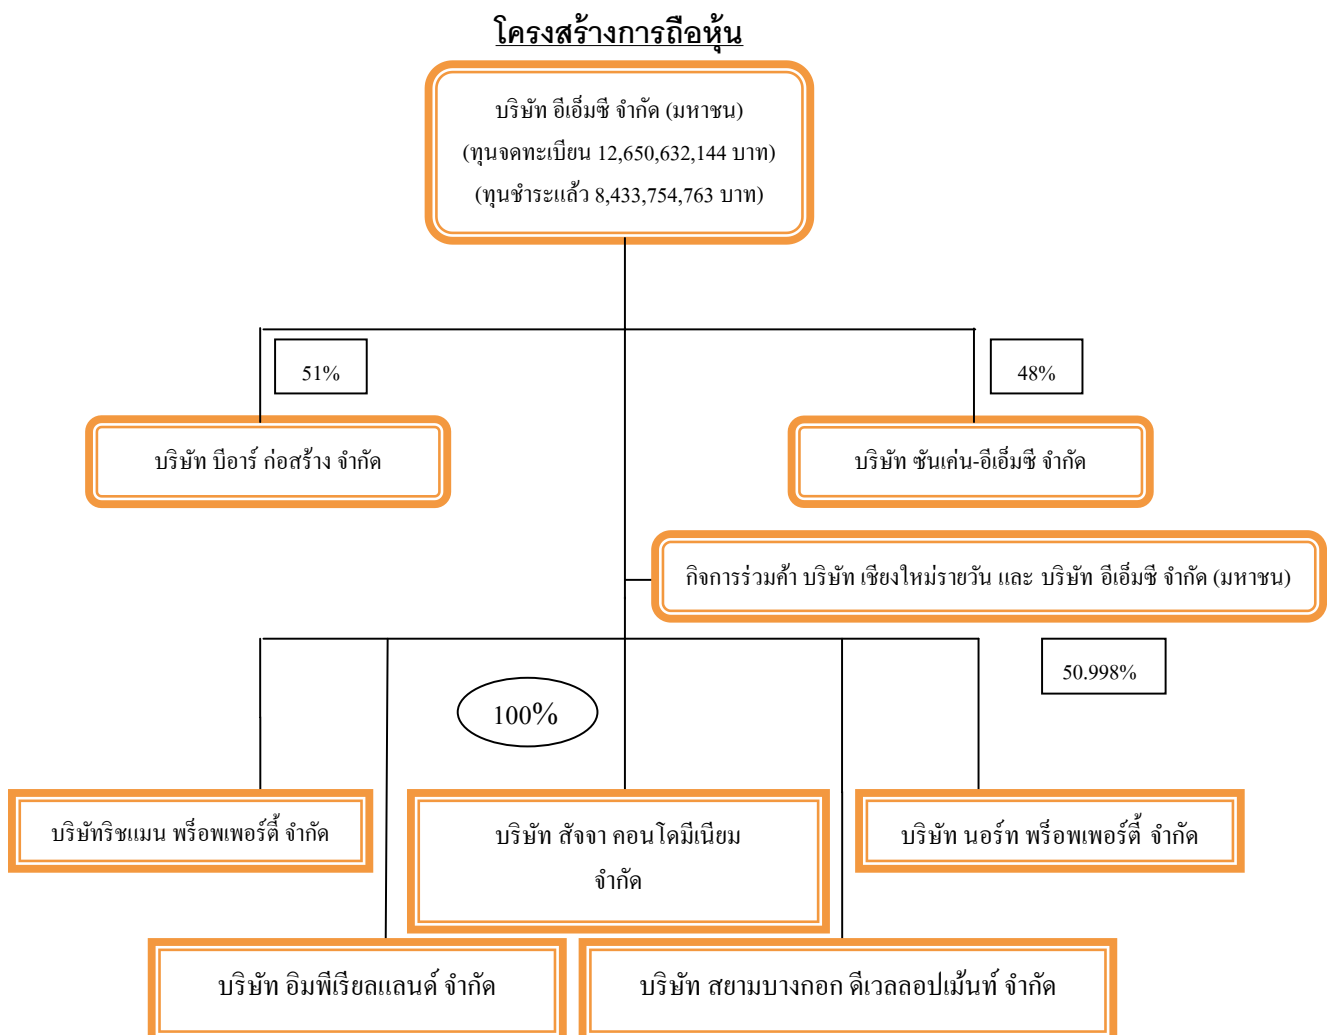 โครงสร้างการถือหุ้น
บริษัท อีเอ็มซี จำกัด (มหาชน)
(ทุนจดทะเบียน 12,650,632,144 บาท)
(ทุนชำระแล้ว 8,433,754,763 บาท)
51%
48%
บริษัท บีอาร์ ก่อสร้าง จำกัด
บริษัท ซันเค่น-อีเอ็มซี จำกัด
กิจการร่วมค้า บริษัท เชียงใหม่รายวัน และ บริษัท อีเอ็มซี จำกัด (มหาชน)
50.998%
100%
บริษัทริชแมน พร็อพเพอร์ตี้ จำกัด
บริษัท สัจจา คอนโดมีเนียม
จำกัด
บริษัท นอร์ท พร็อพเพอร์ตี้ จำกัด
บริษัท อิมพีเรียลแลนด์ จำกัด
บริษัท สยามบางกอก ดีเวลลอปเม้นท์ จำกัด